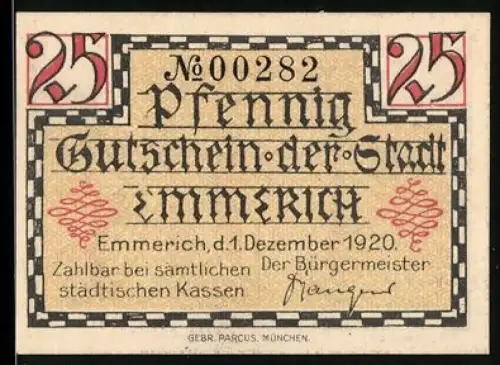 25 25
№ 00282
Pfennig
Gutschein·der·Stadt
EMMERICH
Emmerich, d. 1. Dezember 1920.
Zahlbar bei sämtlichen Der Bürgermeister
städtischen Kassen
GEBR. PARCUS. MÜNCHEN.